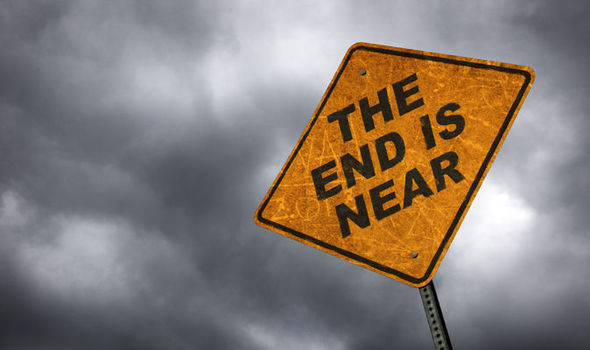 THE
END IS
NEAR